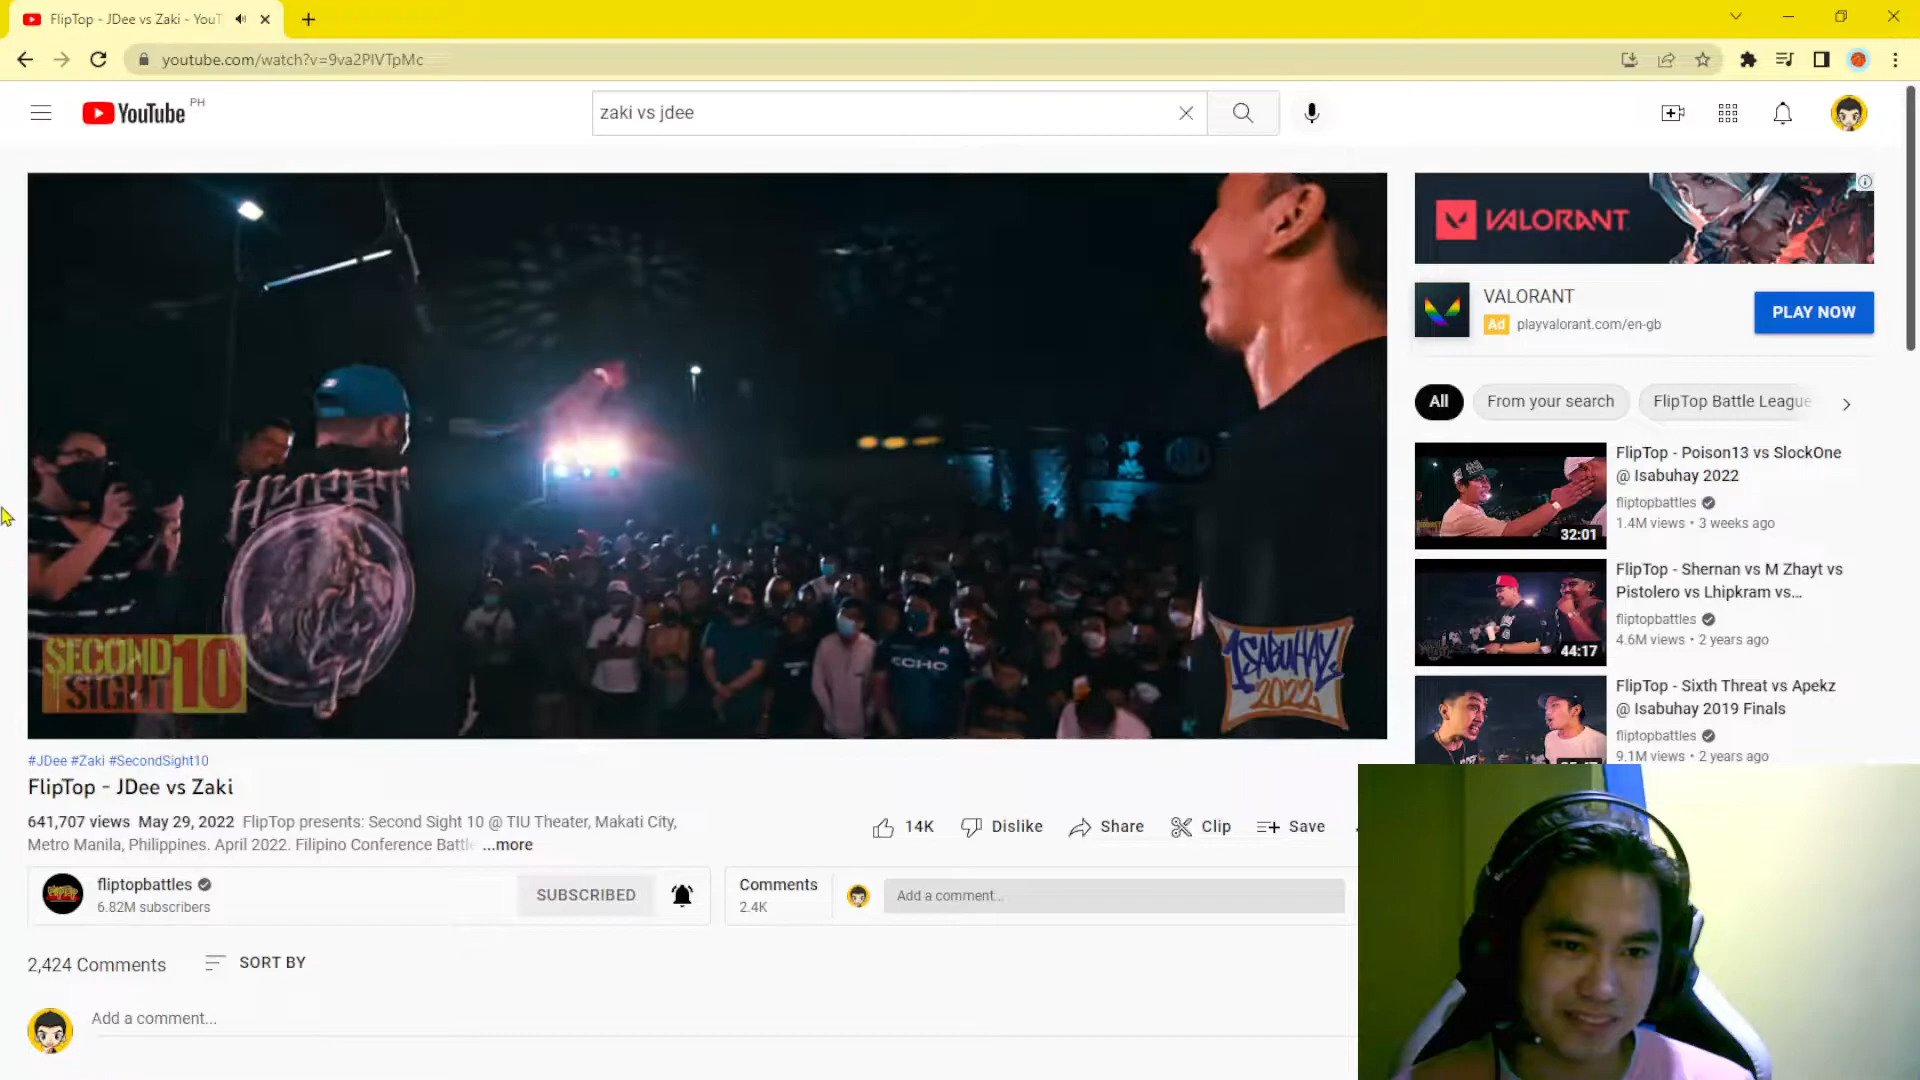 FlipTop - JDee vs Zaki - YouT
youtube.com/watch?v=9va2PIVTpMc
YouTube PH
zaki vs jdee
SECOND SIGHT 10
ISABUHAY 2022
ECHO
VALORANT
VALORANT
Ad playvalorant.com/en-gb
PLAY NOW
All
From your search
FlipTop Battle League
FlipTop - Poison13 vs SlockOne
@ Isabuhay 2022
fliptopbattles
1.4M views • 3 weeks ago
32:01
FlipTop - Shernan vs M Zhayt vs
Pistolero vs Lhipkram vs...
fliptopbattles
4.6M views • 2 years ago
44:17
FlipTop - Sixth Threat vs Apekz
@ Isabuhay 2019 Finals
fliptopbattles
9.1M views • 2 years ago
#JDee #Zaki #SecondSight10
FlipTop - JDee vs Zaki
641,707 views May 29, 2022 FlipTop presents: Second Sight 10 @ TIU Theater, Makati City,
Metro Manila, Philippines. April 2022. Filipino Conference Battle ...more
14K
Dislike
Share
Clip
Save
fliptopbattles
6.82M subscribers
SUBSCRIBED
Comments
2.4K
Add a comment...
2,424 Comments
SORT BY
Add a comment...